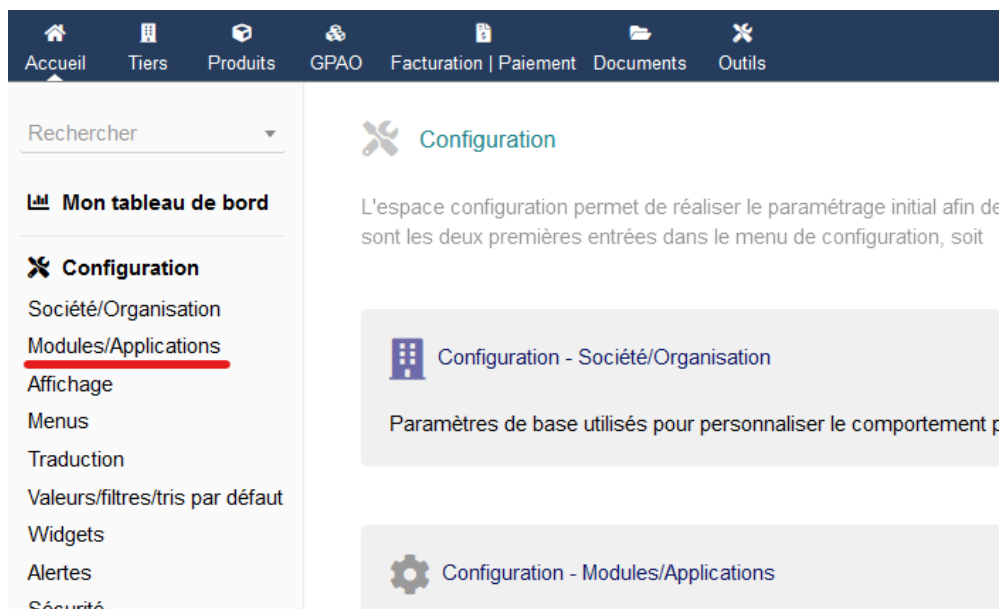 Accueil Tiers Produits GPAO Facturation | Paiement Documents Outils
Rechercher
Mon tableau de bord
Configuration
Société/Organisation
Modules/Applications
Affichage
Menus
Traduction
Valeurs/filtres/tris par défaut
Widgets
Alertes
Sécurité
Configuration
L'espace configuration permet de réaliser le paramétrage initial afin de
sont les deux premières entrées dans le menu de configuration, soit
Configuration - Société/Organisation
Paramètres de base utilisés pour personnaliser le comportement p
Configuration - Modules/Applications